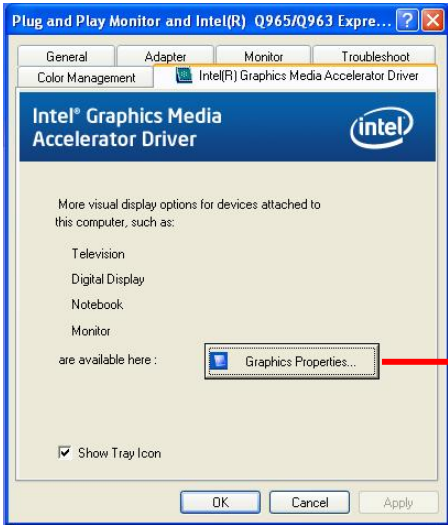 Plug and Play Monitor and Intel(R) Q965/Q963 Expre...
General Adapter Monitor Troubleshoot
Color Management Intel(R) Graphics Media Accelerator Driver
Intel® Graphics Media
Accelerator Driver
intel
More visual display options for devices attached to
this computer, such as:
Television
Digital Display
Notebook
Monitor
are available here :
Graphics Properties...
Show Tray Icon
OK Cancel Apply